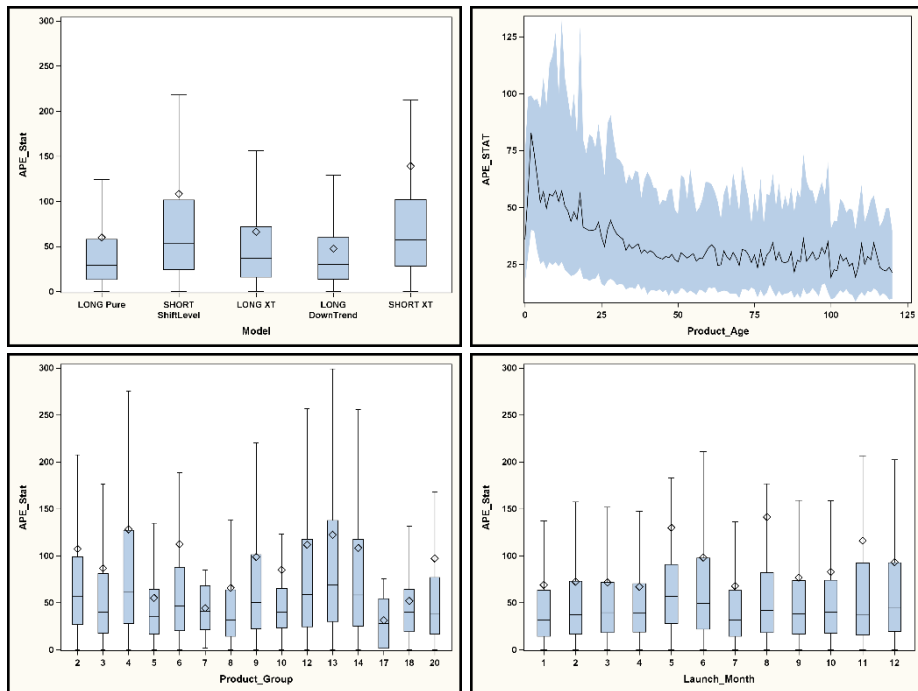 300
250
200
150
100
50
0
APE_Stat
LONG Pure SHORT ShiftLevel LONG XT LONG DownTrend SHORT XT
Model
125
100
75
50
25
APE_STAT
0 25 50 75 100 125
Product_Age
300
250
200
150
100
50
0
APE_Stat
2 3 4 5 6 7 8 9 10 12 13 14 17 18 20
Product_Group
300
250
200
150
100
50
0
APE_Stat
1 2 3 4 5 6 7 8 9 10 11 12
Launch_Month